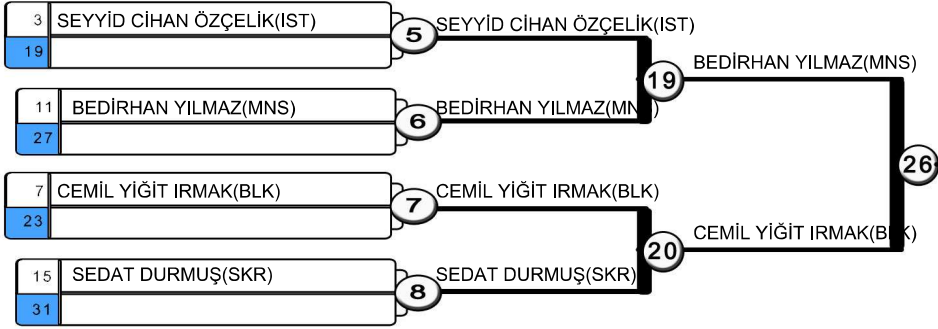 3 SEYYİD CİHAN ÖZÇELİK(IST)
19
5
SEYYİD CİHAN ÖZÇELİK(IST)
11 BEDİRHAN YILMAZ(MNS)
27
6
BEDİRHAN YILMAZ(MNS)
19
BEDİRHAN YILMAZ(MNS)
7 CEMİL YİĞİT IRMAK(BLK)
23
7
CEMİL YİĞİT IRMAK(BLK)
15 SEDAT DURMUŞ(SKR)
31
8
SEDAT DURMUŞ(SKR)
20
CEMİL YİĞİT IRMAK(BLK)
26